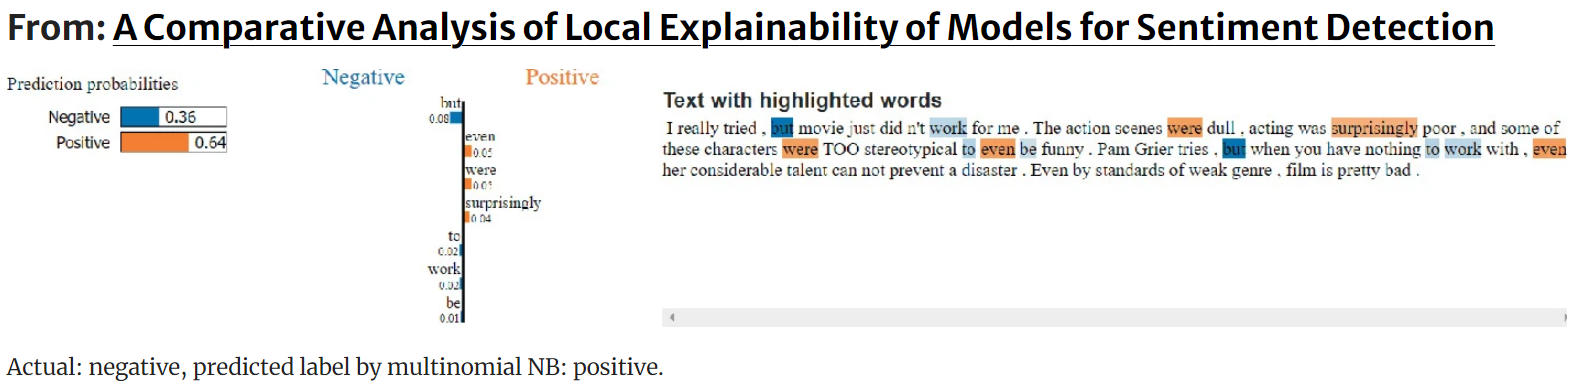 From: A Comparative Analysis of Local Explainability of Models for Sentiment Detection
Prediction probabilities
Negative 0.36
Positive 0.64
Negative Positive
but
0.08
even
0.05
were
0.05
surprisingly
0.04
to
0.02
work
0.02
be
0.01
Text with highlighted words
I really tried , but movie just did n't work for me . The action scenes were dull , acting was surprisingly poor , and some of
these characters were TOO stereotypical to even be funny . Pam Grier tries , but when you have nothing to work with , even
her considerable talent can not prevent a disaster . Even by standards of weak genre , film is pretty bad .
Actual: negative, predicted label by multinomial NB: positive.